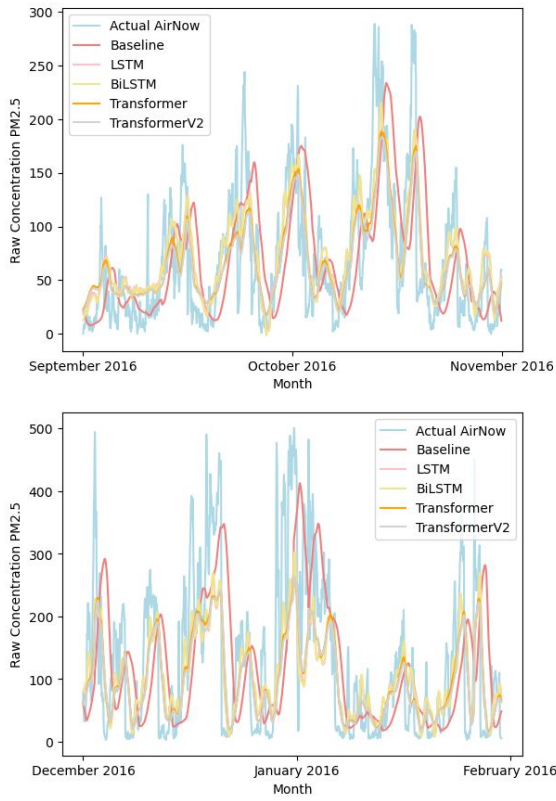 300
250
200
150
100
50
0
Raw Concentration PM2.5
Actual AirNow
Baseline
LSTM
BiLSTM
Transformer
TransformerV2
September 2016 October 2016 November 2016
Month
500
400
300
200
100
0
Raw Concentration PM2.5
Actual AirNow
Baseline
LSTM
BiLSTM
Transformer
TransformerV2
December 2016 January 2016 February 2016
Month